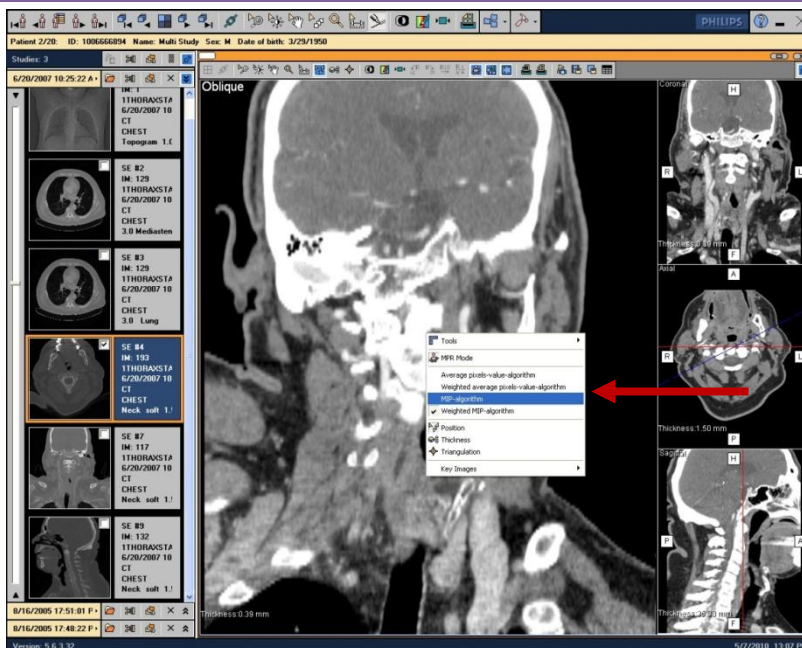 PHILIPS
Patient 2/20: ID: 1006666894 Name: Multi Study Sex: M Date of birth: 3/29/1950
Studies: 3
6/20/2007 10:25:22 A
IM: 1
1THORAXSTA
6/20/2007 10
CT
CHEST
Topogram 1.0
SE #2
IM: 129
1THORAXSTA
6/20/2007 10
CT
CHEST
3.0 Mediasten
SE #3
IM: 129
1THORAXSTA
6/20/2007 10
CT
CHEST
3.0 Lung
SE #4
IM: 193
1THORAXSTA
6/20/2007 10
CT
CHEST
Neck soft 1.
SE #7
IM: 117
1THORAXSTA
6/20/2007 10
CT
CHEST
Neck soft 1.
SE #9
IM: 132
1THORAXSTA
6/20/2007 10
CT
CHEST
Neck soft 1.
8/16/2005 17:51:01 P
8/16/2005 17:48:22 P
Version: 5.6.3.32
Oblique
Tools
MPR Mode
Average pixels-value-algorithm
Weighted average pixels-value-algorithm
MIP-algorithm
Weighted MIP-algorithm
Position
Thickness
Triangulation
Key Images
Thickness:0.39 mm
Coronal
H
R
L
F
Axial
A
R
L
Thickness:1.50 mm
P
Sagittal
H
P
A
F
5/7/2010 13:07 P